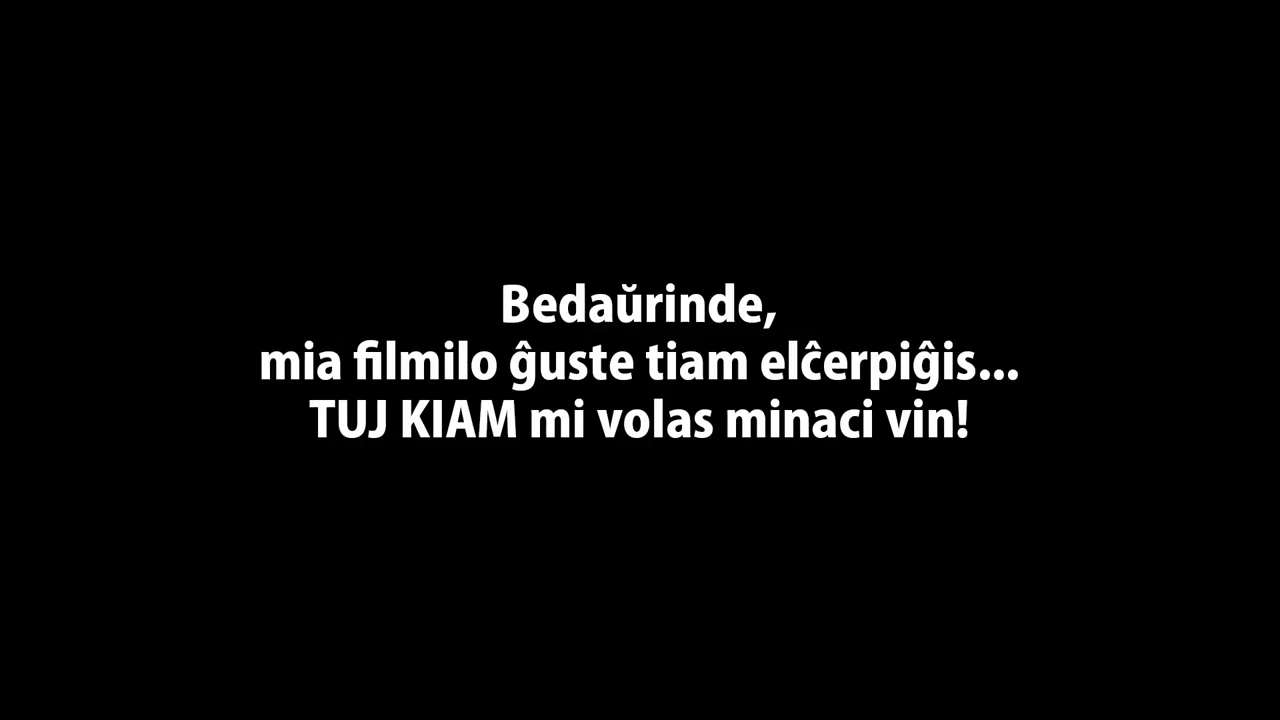 Bedaŭrinde,
mia filmilo ĝuste tiam elĉerpiĝis...
TUJ KIAM mi volas minaci vin!